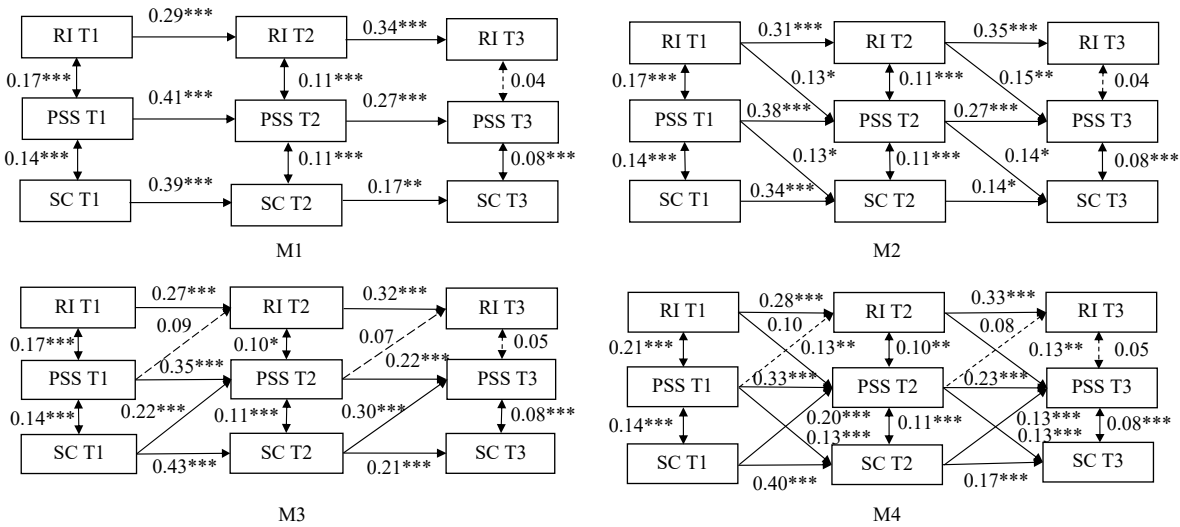 0.29*** 0.34*** 0.31*** 0.35***
RI T1 RI T2 RI T3 RI T1 RI T2 RI T3
0.17*** 0.11*** 0.04 0.17*** 0.13* 0.11*** 0.15** 0.04
0.41*** 0.27*** 0.38*** 0.27***
PSS T1 PSS T2 PSS T3 PSS T1 PSS T2 PSS T3
0.14*** 0.11*** 0.08*** 0.14*** 0.13* 0.11*** 0.14* 0.08***
0.39*** 0.17** 0.34*** 0.14*
SC T1 SC T2 SC T3 SC T1 SC T2 SC T3
M1 M2
0.27*** 0.32*** 0.28*** 0.33***
RI T1 RI T2 RI T3 RI T1 RI T2 RI T3
0.09 0.07 0.10 0.08
0.17*** 0.10* 0.05 0.21*** 0.13** 0.10** 0.13** 0.05
0.35*** 0.22*** 0.33*** 0.23***
PSS T1 PSS T2 PSS T3 PSS T1 PSS T2 PSS T3
0.14*** 0.22*** 0.11*** 0.30*** 0.08*** 0.14*** 0.20*** 0.11*** 0.13*** 0.08***
0.13*** 0.13***
SC T1 SC T2 SC T3 SC T1 SC T2 SC T3
0.43*** 0.21*** 0.40*** 0.17***
M3 M4